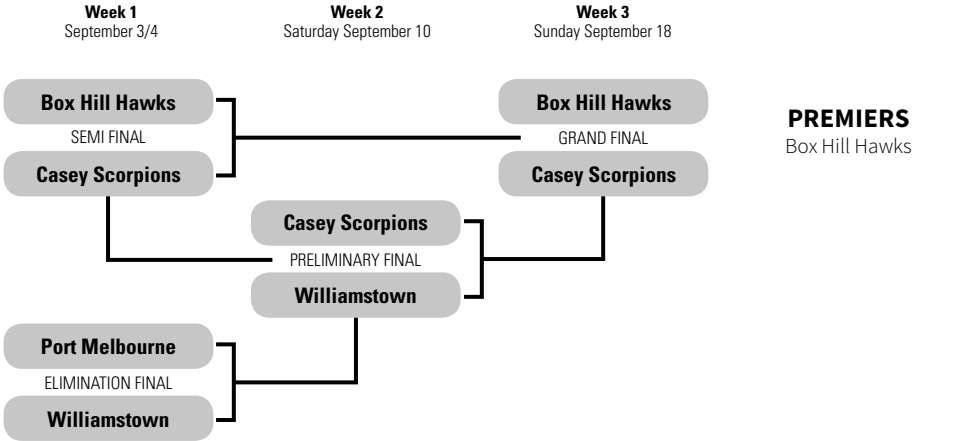 Week 1
September 3/4
Week 2
Saturday September 10
Week 3
Sunday September 18
Box Hill Hawks
SEMI FINAL
Casey Scorpions
Box Hill Hawks
GRAND FINAL
Casey Scorpions
PREMIERS
Box Hill Hawks
Casey Scorpions
PRELIMINARY FINAL
Williamstown
Port Melbourne
ELIMINATION FINAL
Williamstown